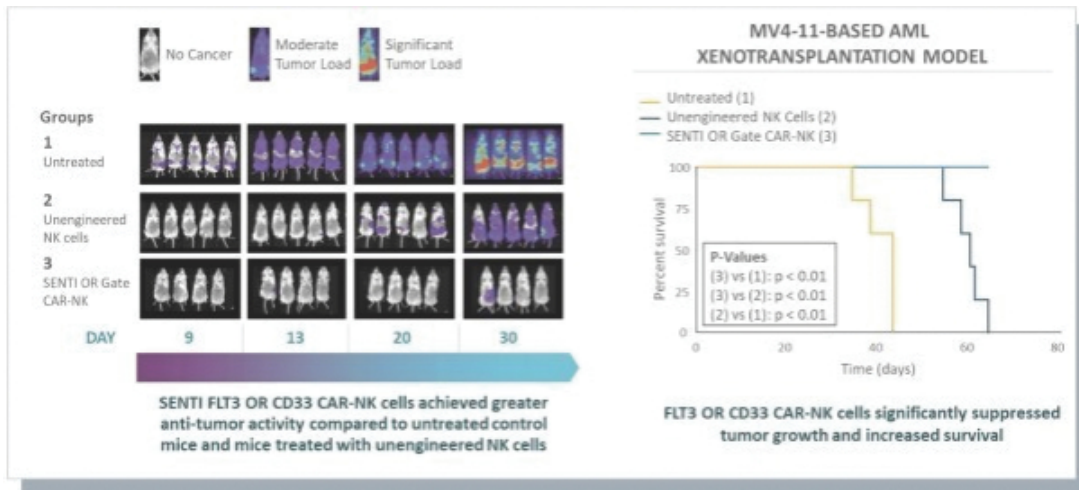 No Cancer
Moderate
Tumor Load
Significant
Tumor Load
Groups
1
Untreated
2
Unengineered
NK cells
3
SENTI OR Gate
CAR-NK
DAY 9 13 20 30
SENTI FLT3 OR CD33 CAR-NK cells achieved greater
anti-tumor activity compared to untreated control
mice and mice treated with unengineered NK cells
MV4-11-BASED AML
XENOTRANSPLANTATION MODEL
Untreated (1)
Unengineered NK Cells (2)
SENTI OR Gate CAR-NK (3)
Percent survival
100
75
50
25
0
P-Values
(3) vs (1): p < 0.01
(3) vs (2): p < 0.01
(2) vs (1): p < 0.01
0 20 40 60 80
Time (days)
FLT3 OR CD33 CAR-NK cells significantly suppressed
tumor growth and increased survival